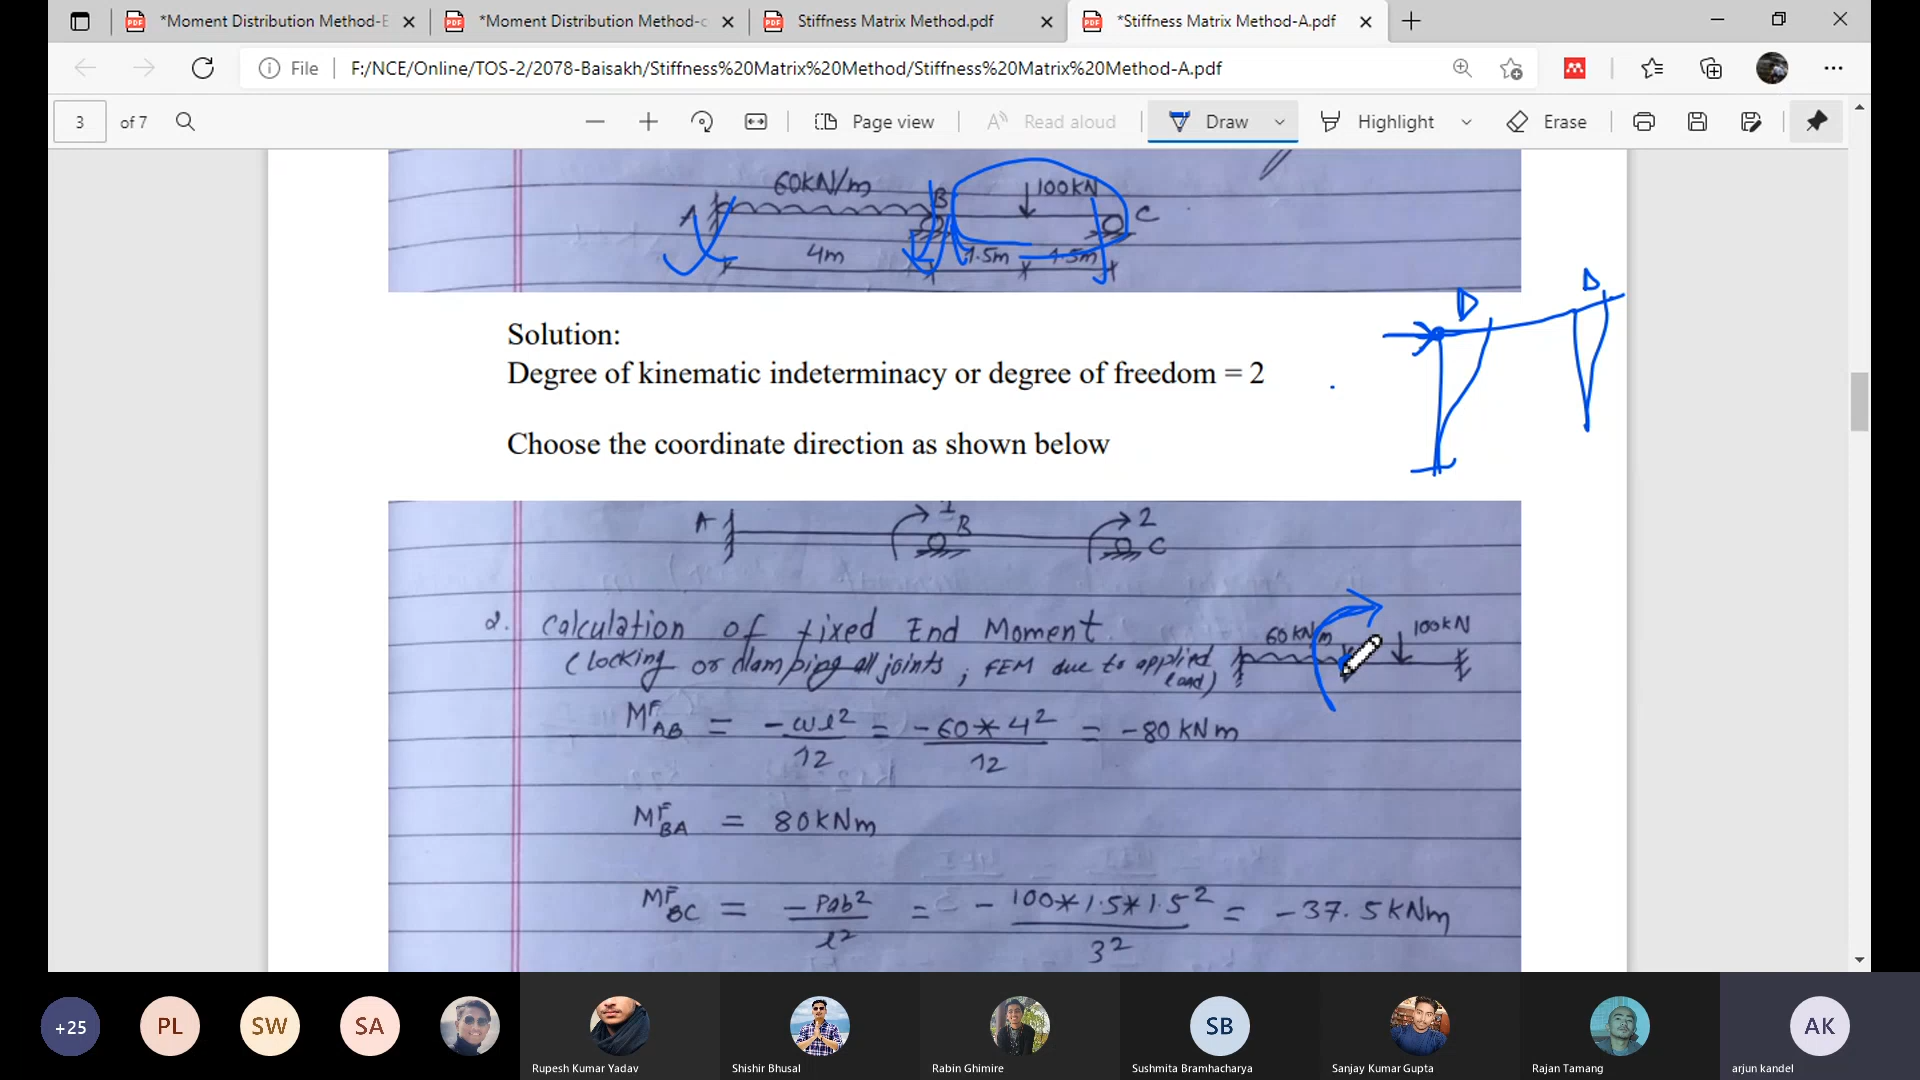 *Moment Distribution Method-E
*Moment Distribution Method-c
Stiffness Matrix Method.pdf
*Stiffness Matrix Method-A.pdf
File
F:/NCE/Online/TOS-2/2078-Baisakh/Stiffness%20Matrix%20Method/Stiffness%20Matrix%20Method-A.pdf
3 of 7
Page view
Read aloud
Draw
Highlight
Erase
60KN/m
A B 100KN C
4m 1.5m 1.5m
D D
Solution:
Degree of kinematic indeterminacy or degree of freedom = 2
Choose the coordinate direction as shown below
A 1 B 2 C
2. Calculation of fixed End Moment
(locking or clamping all joints ; FEM due to applied load)
60KN/m 100KN
M^F_AB = -wl²/12 = -60*4²/12 = -80 KNm
M^F_BA = 80KNm
M^F_BC = -Pab²/l² = - 100*1.5*1.5²/3² = -37.5KNm
+25
PL
SW
SA
Rupesh Kumar Yadav
Shishir Bhusal
Rabin Ghimire
SB
Sushmita Bramhacharya
Sanjay Kumar Gupta
Rajan Tamang
AK
arjun kandel